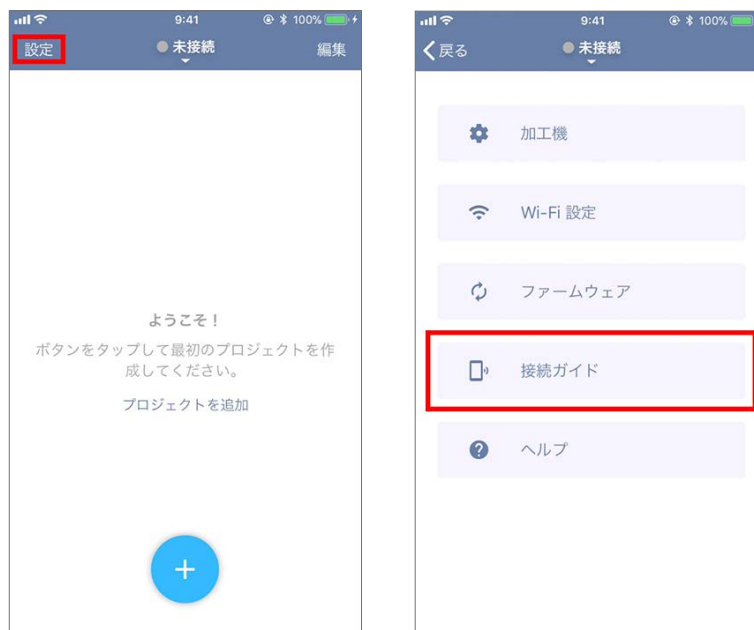 9:41
100%
設定
未接続
編集
ようこそ！
ボタンをタップして最初のプロジェクトを作
成してください。
プロジェクトを追加
9:41
100%
戻る
未接続
加工機
Wi-Fi 設定
ファームウェア
接続ガイド
ヘルプ